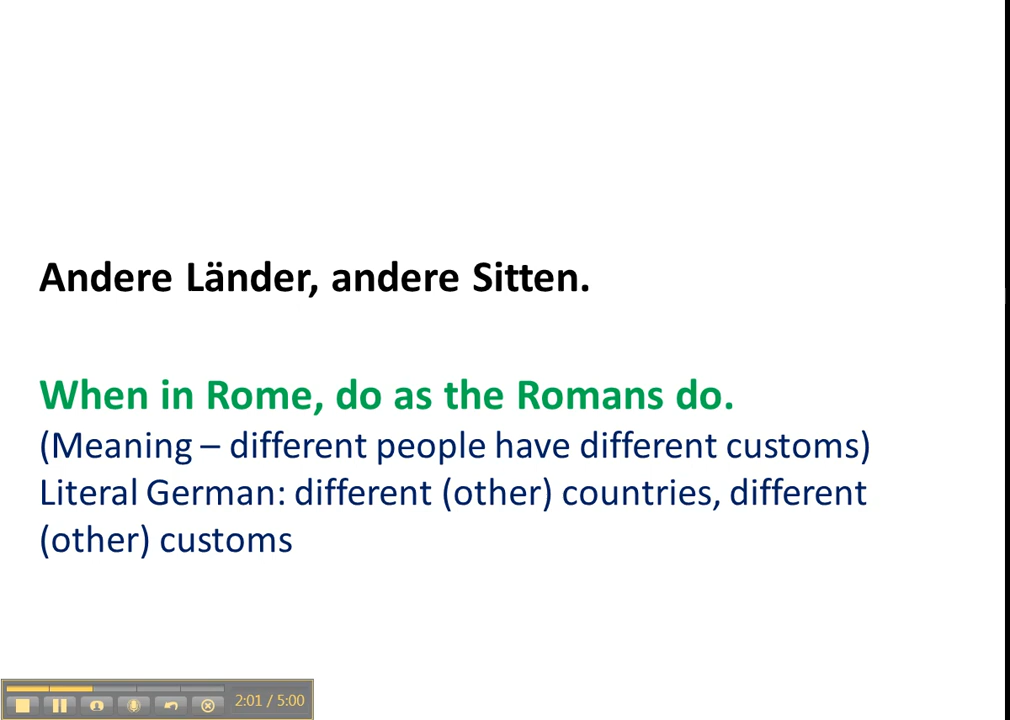 Andere Länder, andere Sitten.
When in Rome, do as the Romans do.
(Meaning – different people have different customs)
Literal German: different (other) countries, different
(other) customs
2:01 / 5:00